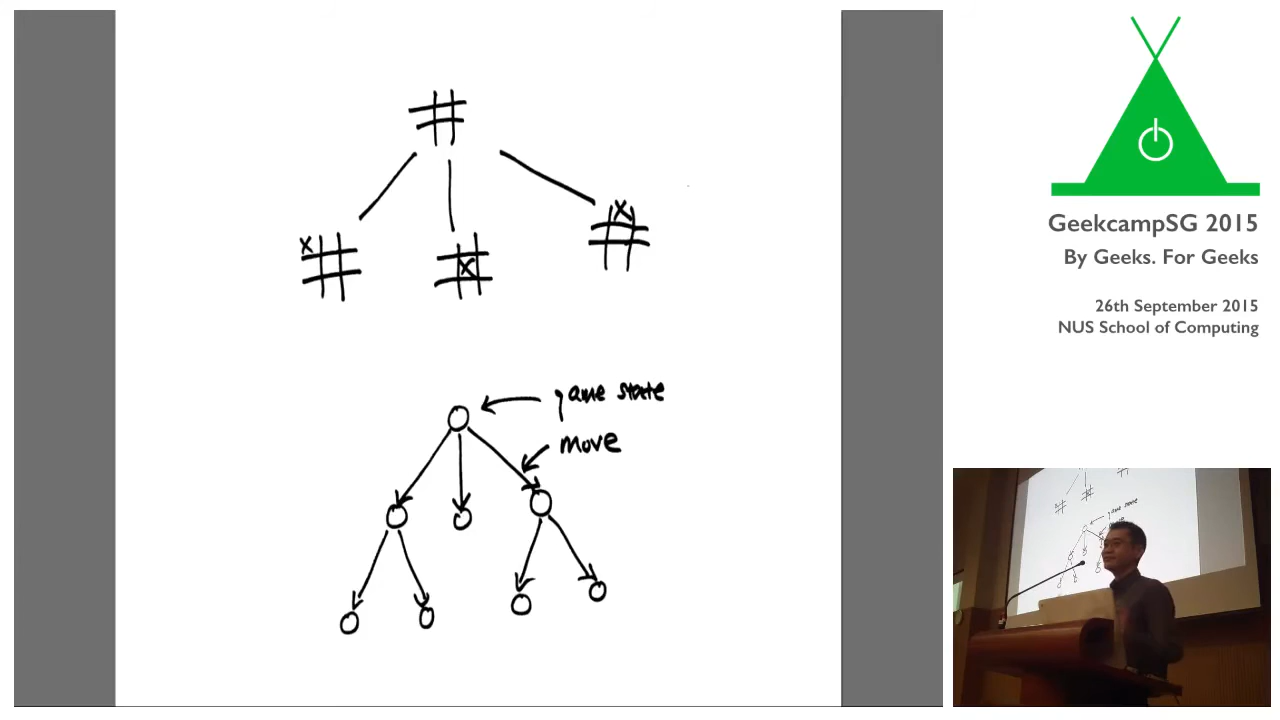 x
x
x
game state
move
GeekcampSG 2015
By Geeks. For Geeks
26th September 2015
NUS School of Computing